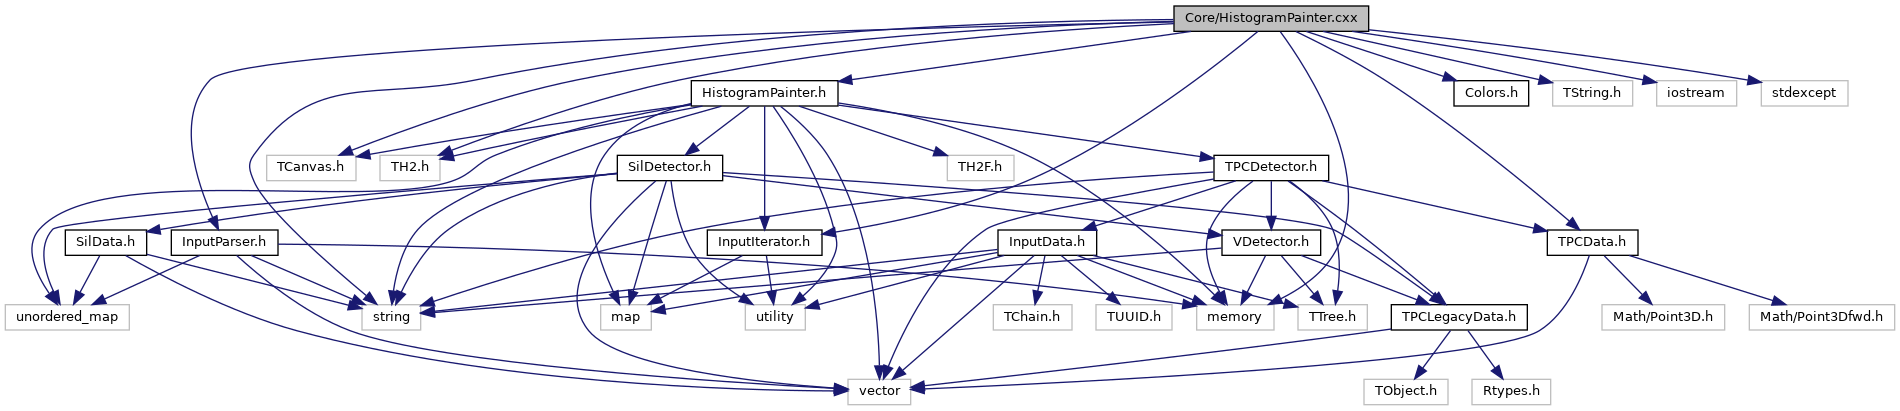 Core/HistogramPainter.cxx
HistogramPainter.h
Colors.h
TString.h
iostream
stdexcept
TCanvas.h
TH2.h
SilDetector.h
TH2F.h
TPCDetector.h
SilData.h
InputParser.h
InputIterator.h
InputData.h
VDetector.h
TPCData.h
unordered_map
string
map
utility
TChain.h
TUUID.h
memory
TTree.h
TPCLegacyData.h
Math/Point3D.h
Math/Point3Dfwd.h
vector
TObject.h
Rtypes.h